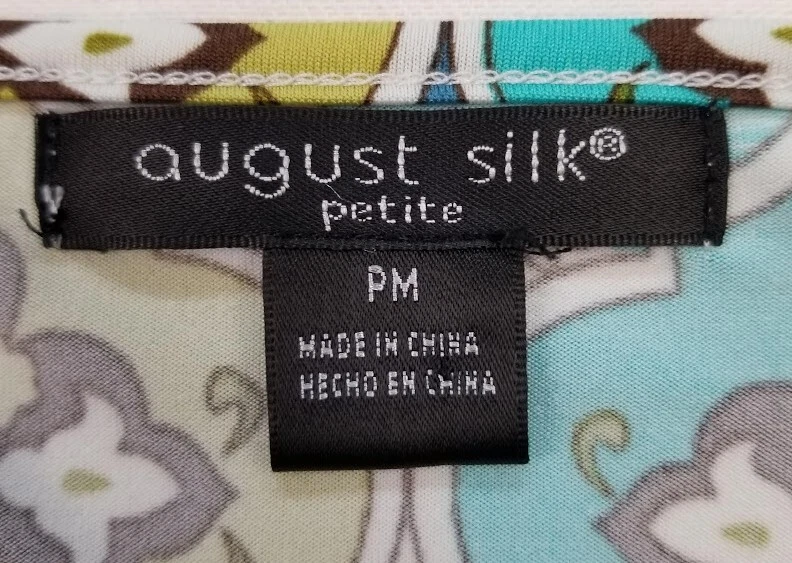 august silk®
petite
PM
MADE IN CHINA
HECHO EN CHINA